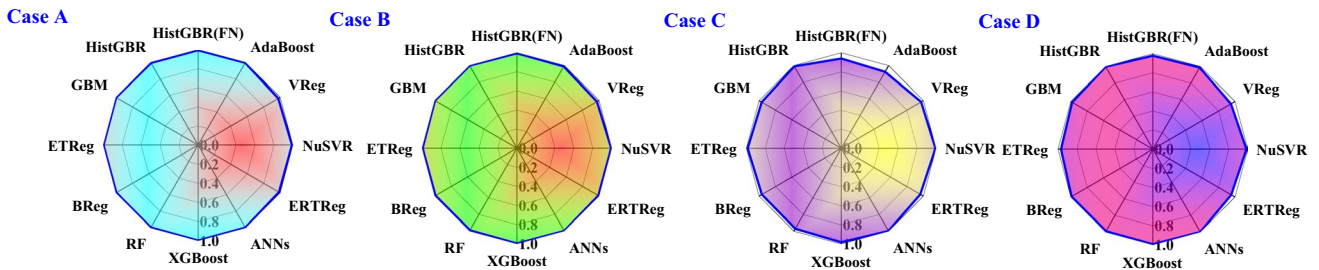 Case A
HistGBR(FN)
AdaBoost
VReg
NuSVR
ERTReg
ANNs
XGBoost
RF
BReg
ETReg
GBM
HistGBR
0.0
0.2
0.4
0.6
0.8
1.0
Case B
HistGBR(FN)
AdaBoost
VReg
NuSVR
ERTReg
ANNs
XGBoost
RF
BReg
ETReg
GBM
HistGBR
0.0
0.2
0.4
0.6
0.8
1.0
Case C
HistGBR(FN)
AdaBoost
VReg
NuSVR
ERTReg
ANNs
XGBoost
RF
BReg
ETReg
GBM
HistGBR
0.0
0.2
0.4
0.6
0.8
1.0
Case D
HistGBR(FN)
AdaBoost
VReg
NuSVR
ERTReg
ANNs
XGBoost
RF
BReg
ETReg
GBM
HistGBR
0.0
0.2
0.4
0.6
0.8
1.0